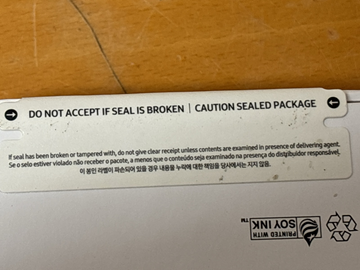 DO NOT ACCEPT IF SEAL IS BROKEN | CAUTION SEALED PACKAGE
If seal has been broken or tampered with, do not give clear receipt unless contents are examined in presence of delivering agent.
Se o selo estiver violado não receber o pacote, a menos que o conteúdo seja examinado na presença do distribuidor responsável.
이 봉인 라벨이 파손되어 있을 경우 내용물 누락에 대한 책임을 당사에서는 지지 않음.
PRINTED WITH
SOY INK™